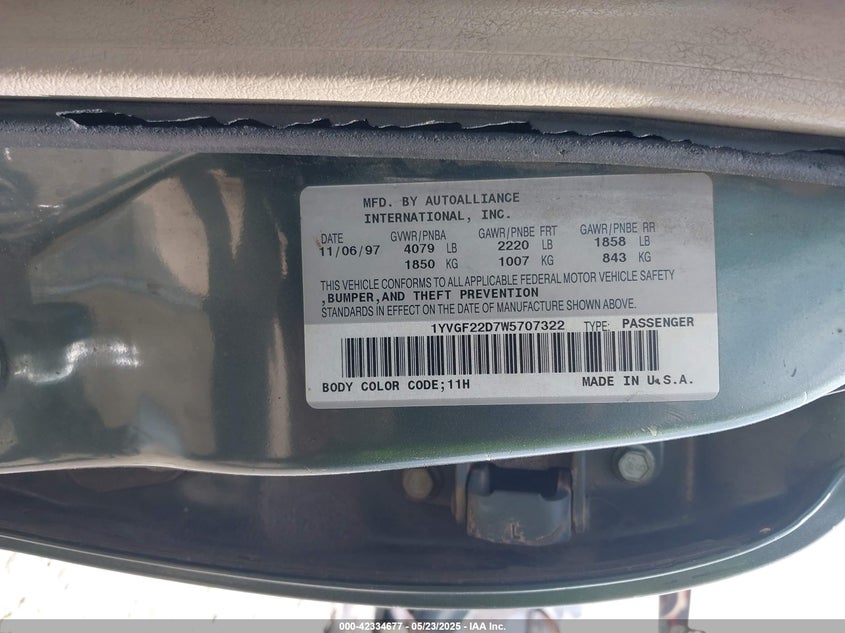 MFD. BY AUTOALLIANCE
INTERNATIONAL, INC.
DATE GVWR/PNBA GAWR/PNBE FRT GAWR/PNBE RR
11/06/97 4079 LB 2220 LB 1858 LB
1850 KG 1007 KG 843 KG
THIS VEHICLE CONFORMS TO ALL APPLICABLE FEDERAL MOTOR VEHICLE SAFETY
,BUMPER,AND THEFT PREVENTION
STANDARDS IN EFFECT ON THE DATE OF MANUFACTURE SHOWN ABOVE.
1YVGF22D7W5707322 TYPE: PASSENGER
BODY COLOR CODE;11H MADE IN U.S.A.
L
000-42334677 - 05/23/2025 - IAA Inc.